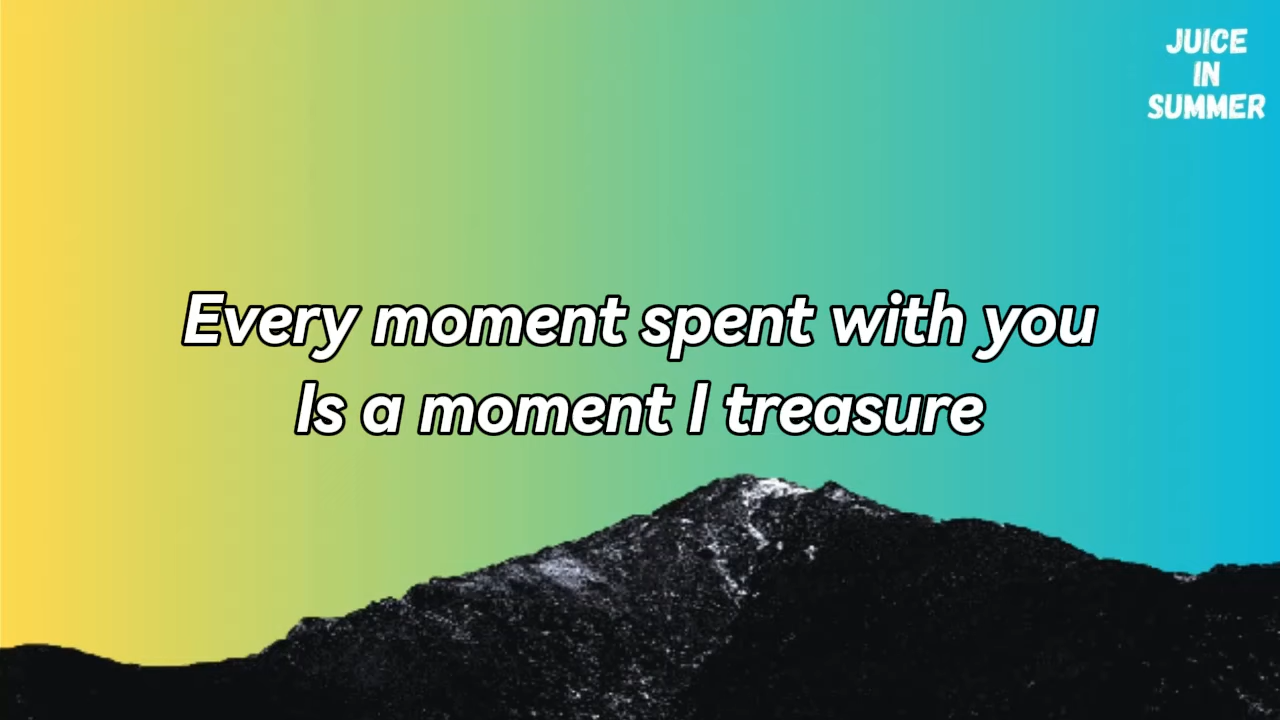 JUICE
IN
SUMMER
Every moment spent with you
Is a moment I treasure